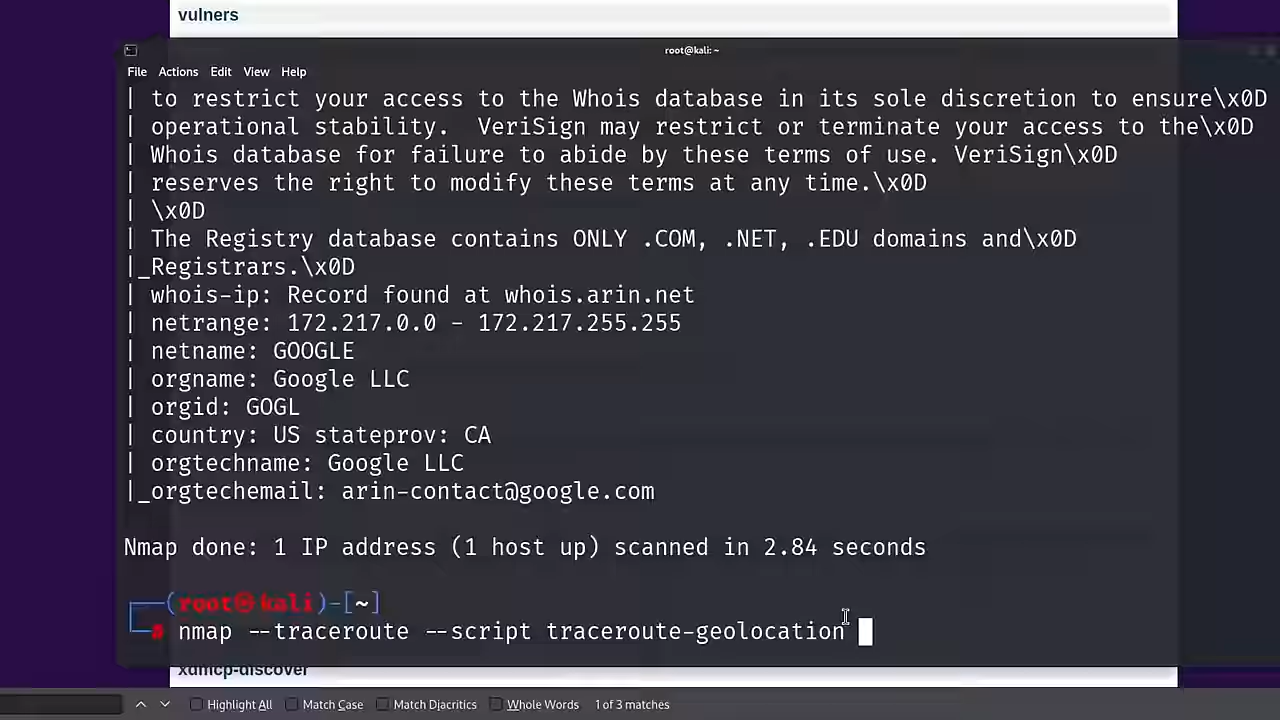 vulners
root@kali: ~
File Actions Edit View Help
| to restrict your access to the Whois database in its sole discretion to ensure\x0D
| operational stability.  VeriSign may restrict or terminate your access to the\x0D
| Whois database for failure to abide by these terms of use. VeriSign\x0D
| reserves the right to modify these terms at any time.\x0D
| \x0D
| The Registry database contains ONLY .COM, .NET, .EDU domains and\x0D
|_Registrars.\x0D
| whois-ip: Record found at whois.arin.net
| netrange: 172.217.0.0 - 172.217.255.255
| netname: GOOGLE
| orgname: Google LLC
| orgid: GOGL
| country: US stateprov: CA
| orgtechname: Google LLC
|_orgtechemail: arin-contact@google.com
Nmap done: 1 IP address (1 host up) scanned in 2.84 seconds
┌──(root㉿kali)-[~]
└─# nmap --traceroute --script traceroute-geolocation
xdmcp-discover
Highlight All Match Case Match Diacritics Whole Words 1 of 3 matches